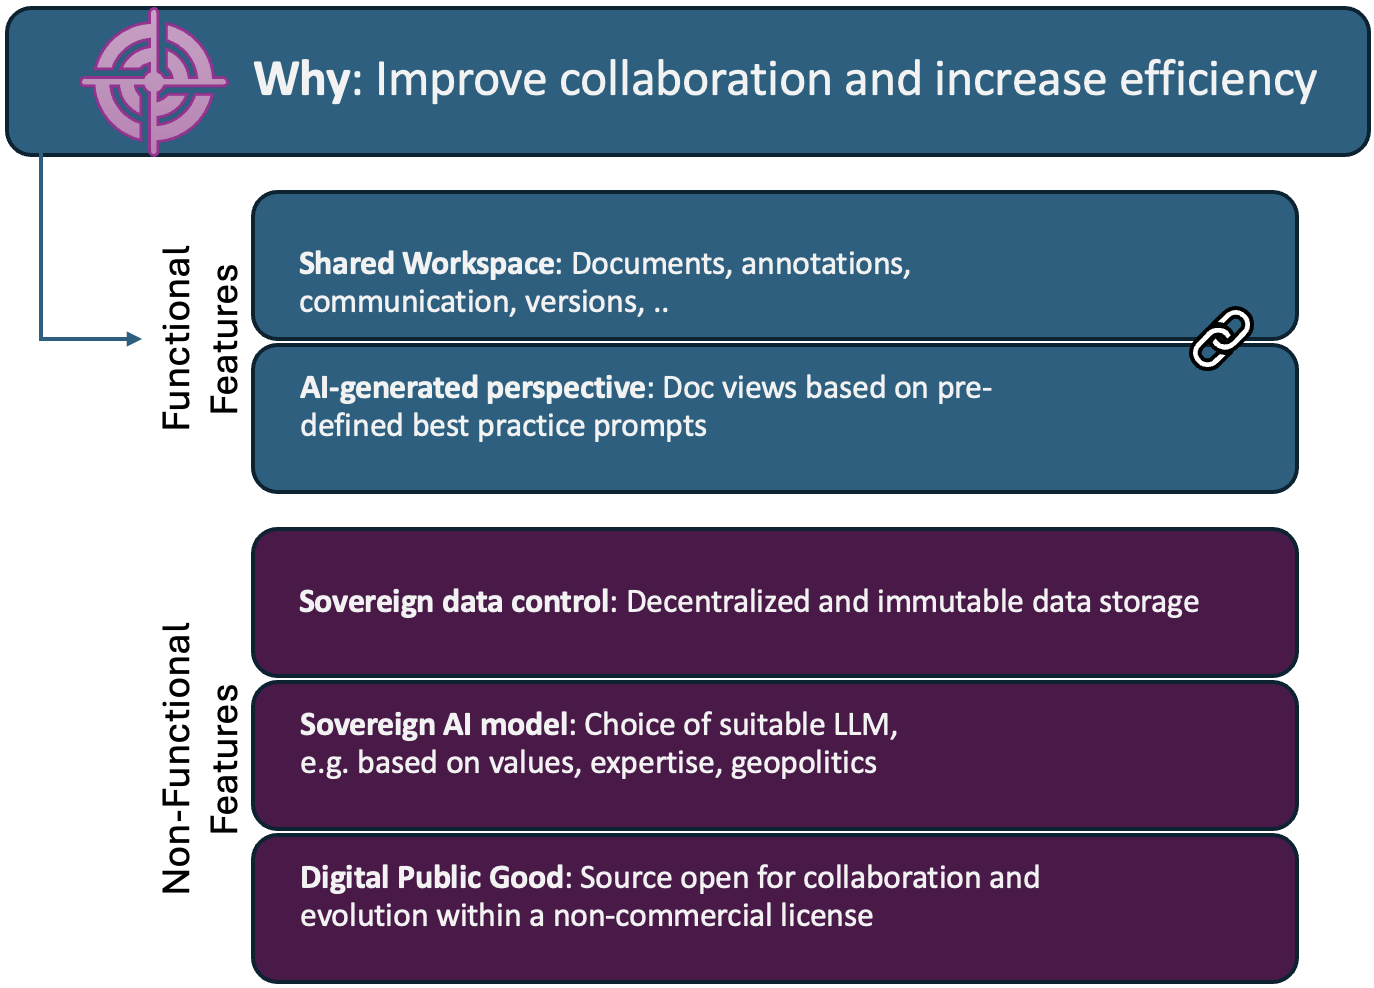 Why: Improve collaboration and increase efficiency
Functional
Features
Shared Workspace: Documents, annotations,
communication, versions, ..
AI-generated perspective: Doc views based on pre-
defined best practice prompts
Non-Functional
Features
Sovereign data control: Decentralized and immutable data storage
Sovereign AI model: Choice of suitable LLM,
e.g. based on values, expertise, geopolitics
Digital Public Good: Source open for collaboration and
evolution within a non-commercial license